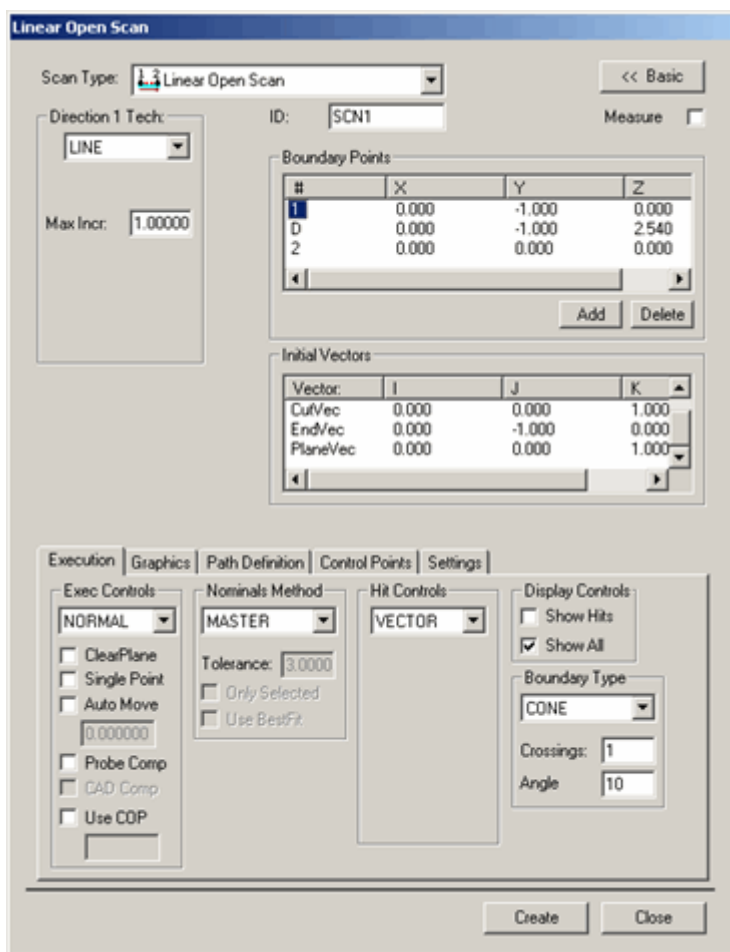 Linear Open Scan
Scan Type: Linear Open Scan << Basic
Direction 1 Tech: ID: SCN1 Measure
LINE
Max Incr: 1.00000
Boundary Points
# X Y Z
1 0.000 -1.000 0.000
D 0.000 -1.000 2.540
2 0.000 0.000 0.000
Add Delete
Initial Vectors
Vector: I J K
CutVec 0.000 0.000 1.000
EndVec 0.000 -1.000 0.000
PlaneVec 0.000 0.000 1.000
Execution Graphics Path Definition Control Points Settings
Exec Controls
NORMAL
ClearPlane
Single Point
Auto Move
0.000000
Probe Comp
CAD Comp
Use COP
Nominals Method
MASTER
Tolerance: 3.0000
Only Selected
Use BestFit
Hit Controls
VECTOR
Display Controls
Show Hits
Show All
Boundary Type
CONE
Crossings: 1
Angle 10
Create Close